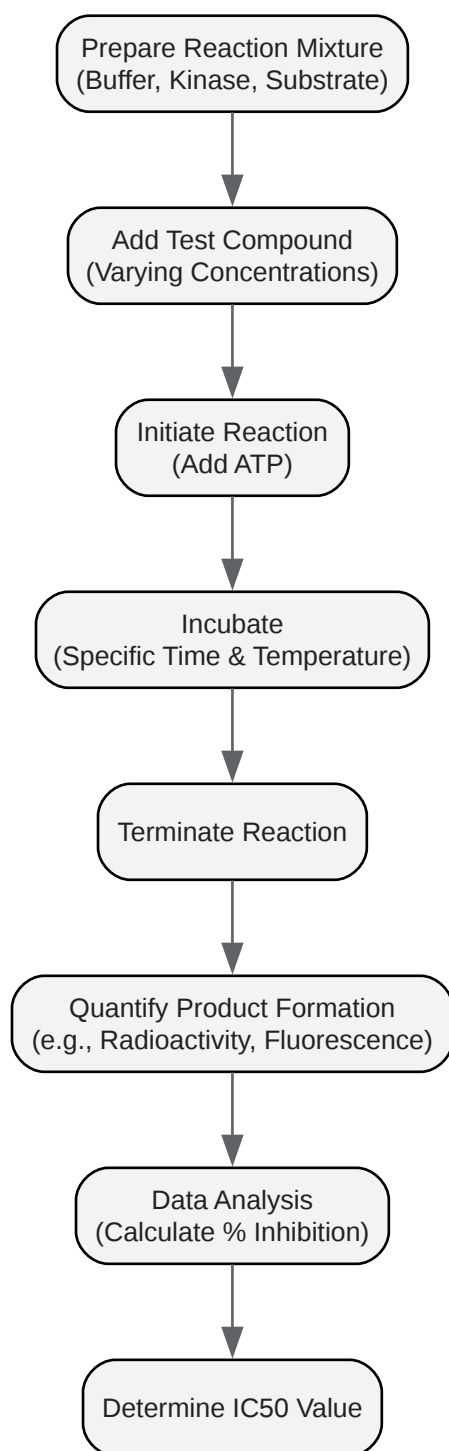 Prepare Reaction Mixture
(Buffer, Kinase, Substrate)
Add Test Compound
(Varying Concentrations)
Initiate Reaction
(Add ATP)
Incubate
(Specific Time & Temperature)
Terminate Reaction
Quantify Product Formation
(e.g., Radioactivity, Fluorescence)
Data Analysis
(Calculate % Inhibition)
Determine IC50 Value